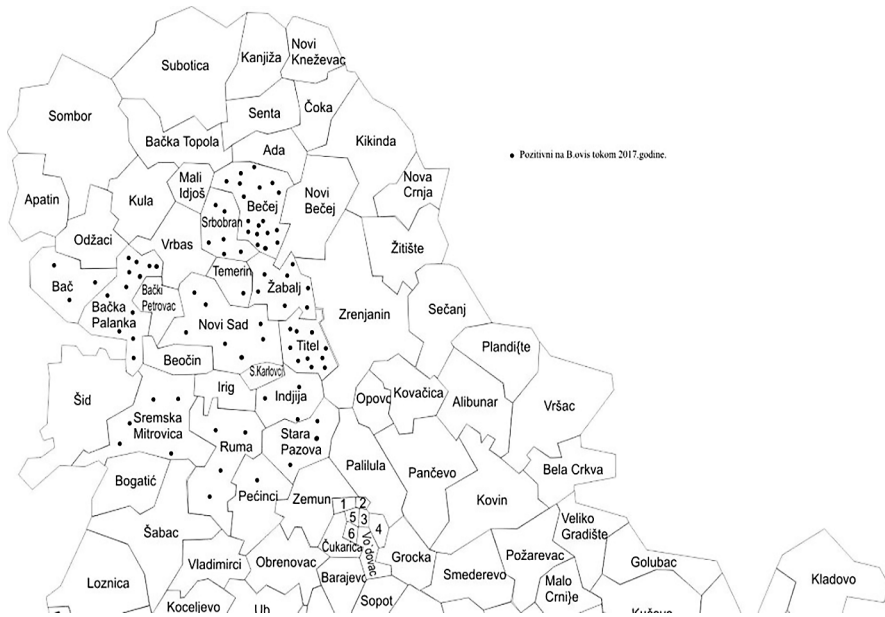 Subotica
Kanjiža
Novi
Kneževac
Sombor
Senta
Čoka
Bačka Topola
Ada
Kikinda
Pozitivni na B.ovis tokom 2017.godine.
Apatin
Kula
Mali
Idjoš
Bečej
Novi
Bečej
Nova
Crnja
Srbobran
Odžaci
Vrbas
Žitište
Temerin
Bač
Bačka
Palanka
Bački
Petrovac
Žabalj
Novi Sad
Zrenjanin
Sečanj
Titel
Plandi{te
Beočin
S.Karlovci
Irig
Indjija
Opovo
Kovačica
Alibunar
Vršac
Šid
Sremska
Mitrovica
Ruma
Stara
Pazova
Palilula
Pančevo
Bela Crkva
Bogatić
Pećinci
Zemun
Kovin
1
2
5
3
4
6
Šabac
Čukarica
Vo`dovac
Veliko
Gradište
Vladimirci
Obrenovac
Grocka
Požarevac
Golubac
Loznica
Barajevo
Smederevo
Malo
Crni}e
Kladovo
Koceljevo
Ub
Sopot
Kučevo